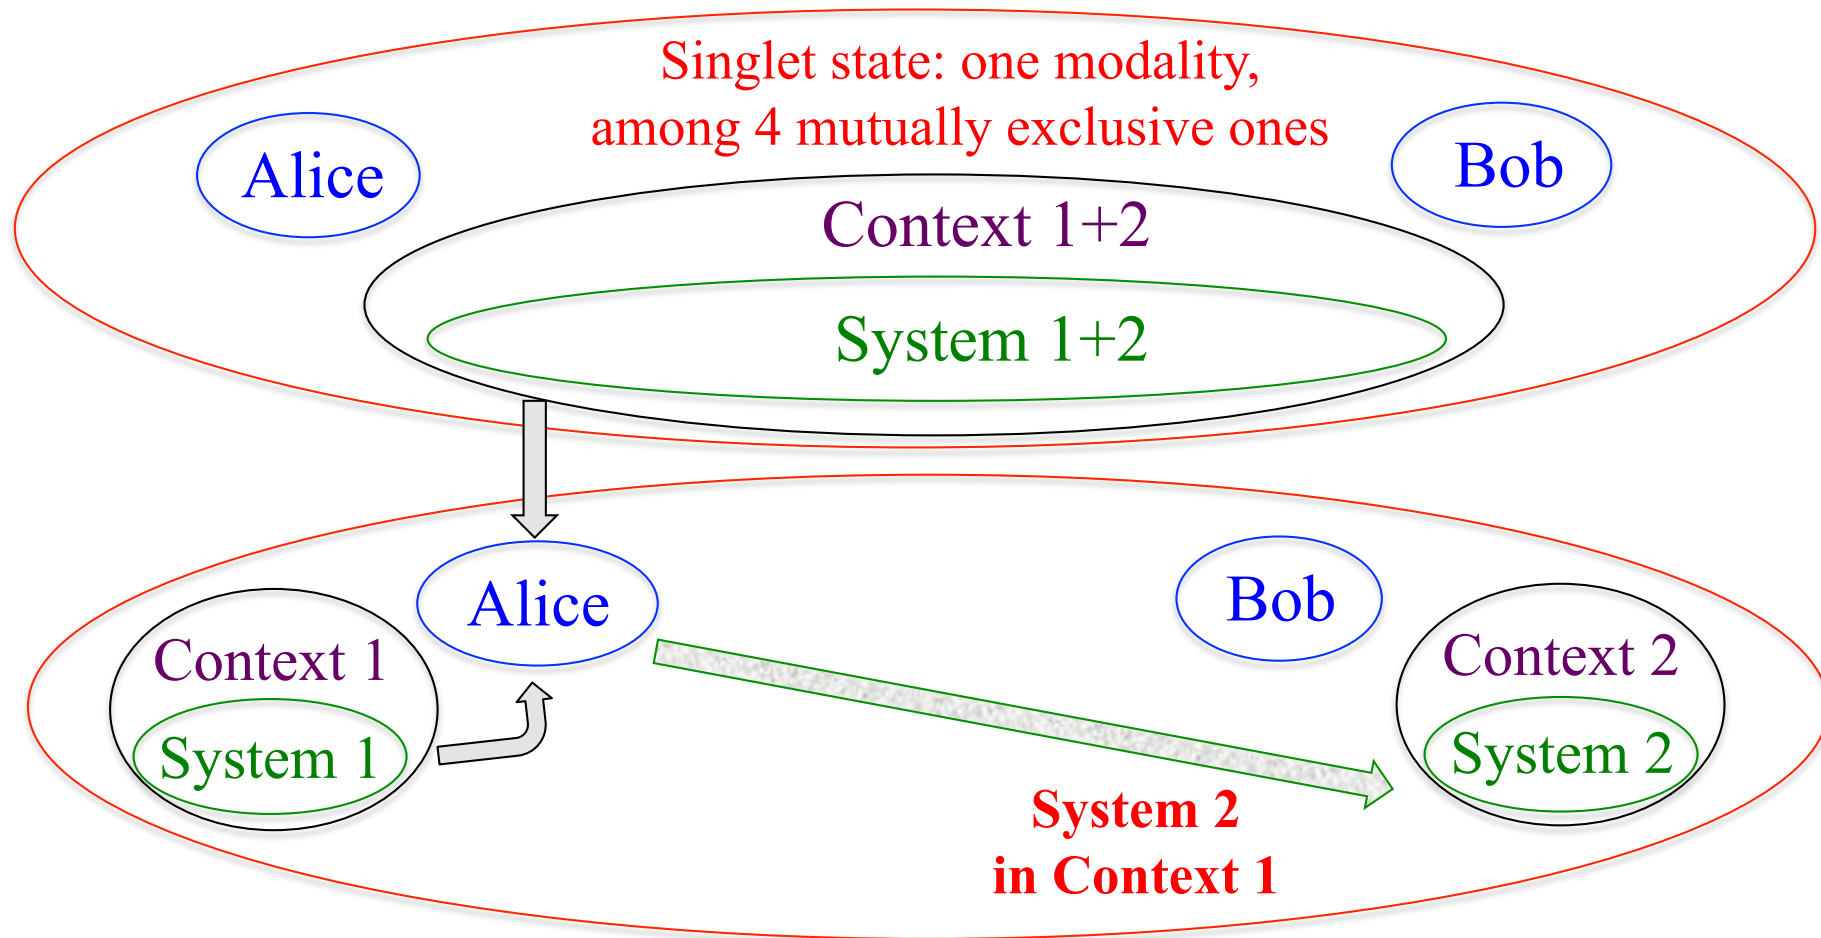 Singlet state: one modality,
among 4 mutually exclusive ones
Alice
Bob
Context 1+2
System 1+2
Alice
Bob
Context 1
System 1
Context 2
System 2
System 2
in Context 1